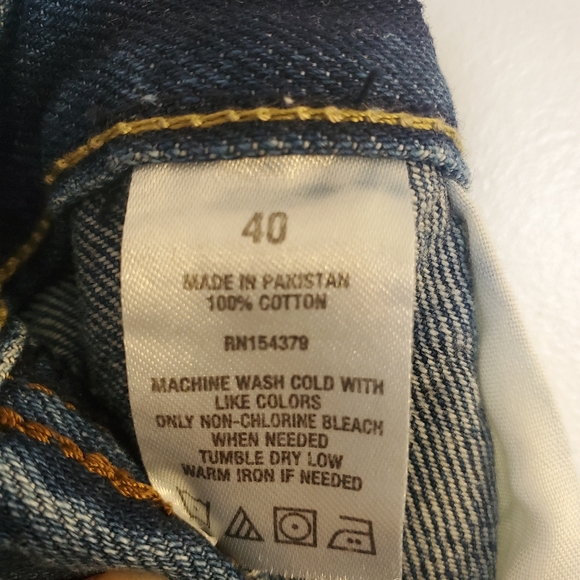 40
MADE IN PAKISTAN
100% COTTON
RN154379
MACHINE WASH COLD WITH
LIKE COLORS
ONLY NON-CHLORINE BLEACH
WHEN NEEDED
TUMBLE DRY LOW
WARM IRON IF NEEDED